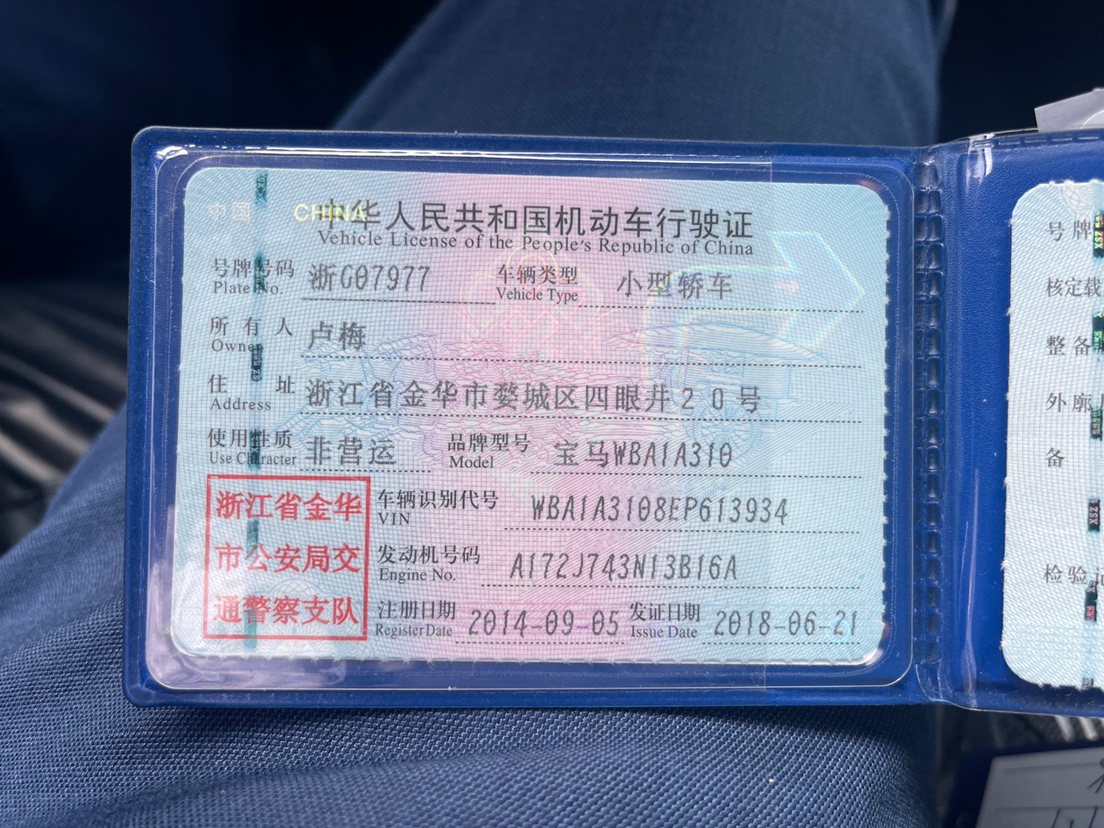 中国 CHINA
中华人民共和国机动车行驶证
Vehicle License of the People's Republic of China
号牌号码 浙G07977 车辆类型 小型轿车
Plate No. Vehicle Type
所有人 卢梅
Owner
住址 浙江省金华市婺城区四眼井20号
Address
使用性质 非营运 品牌型号 宝马WBA1A310
Use Character Model
浙江省金华
市公安局交
通警察支队
车辆识别代号 WBA1A3108EP613934
VIN
发动机号码 A172J743N13B16A
Engine No.
注册日期 2014-09-05 发证日期 2018-06-21
Register Date Issue Date
号牌
核定载
整备
外廓
备
检验